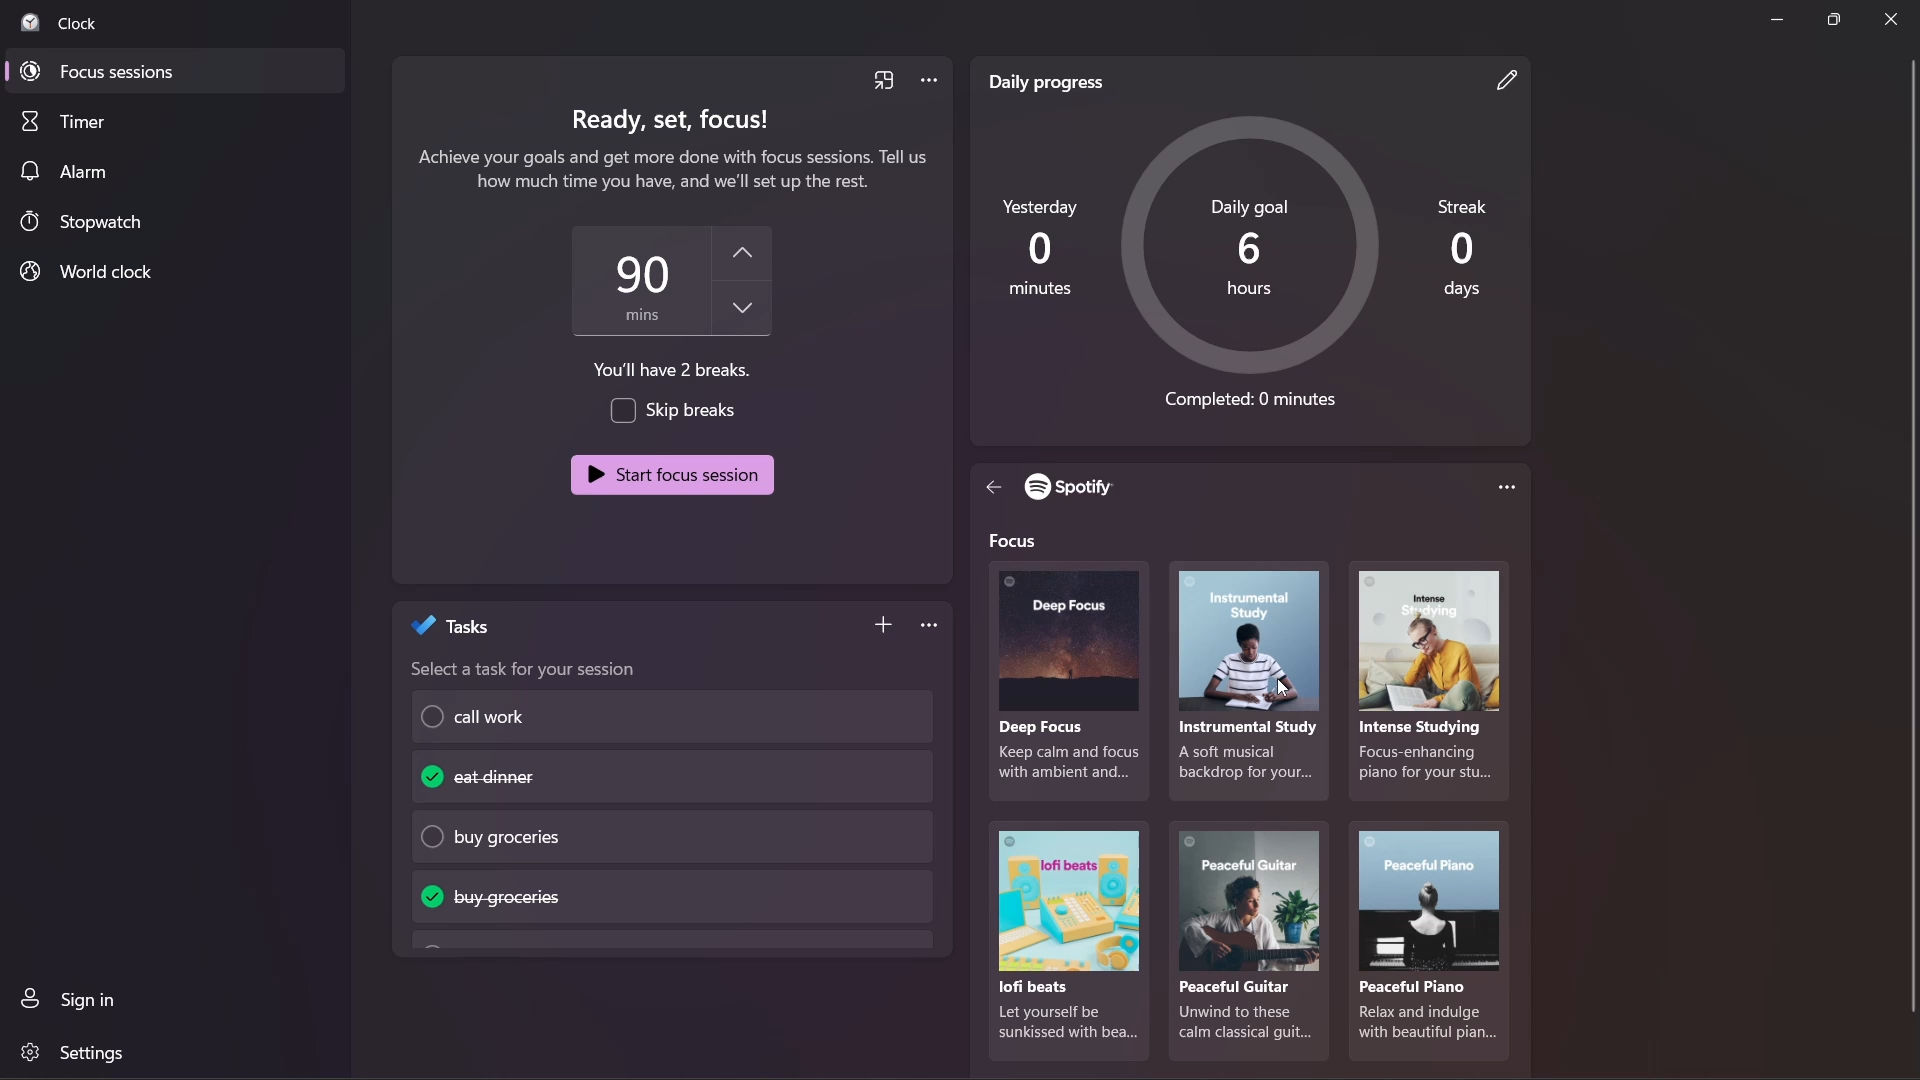 Clock
Focus sessions
Timer
Alarm
Stopwatch
World clock
Sign in
Settings
Ready, set, focus!
Achieve your goals and get more done with focus sessions. Tell us
how much time you have, and we'll set up the rest.
90
mins
You'll have 2 breaks.
Skip breaks
Start focus session
Tasks
Select a task for your session
call work
eat dinner
buy groceries
buy groceries
Daily progress
Yesterday
0
minutes
Daily goal
6
hours
Streak
0
days
Completed: 0 minutes
Spotify
Focus
Deep Focus
Deep Focus
Keep calm and focus
with ambient and...
Instrumental
Study
Instrumental Study
A soft musical
backdrop for your...
Intense
Studying
Intense Studying
Focus-enhancing
piano for your stu...
lofi beats
lofi beats
Let yourself be
sunkissed with bea...
Peaceful Guitar
Peaceful Guitar
Unwind to these
calm classical guit...
Peaceful Piano
Peaceful Piano
Relax and indulge
with beautiful pian...